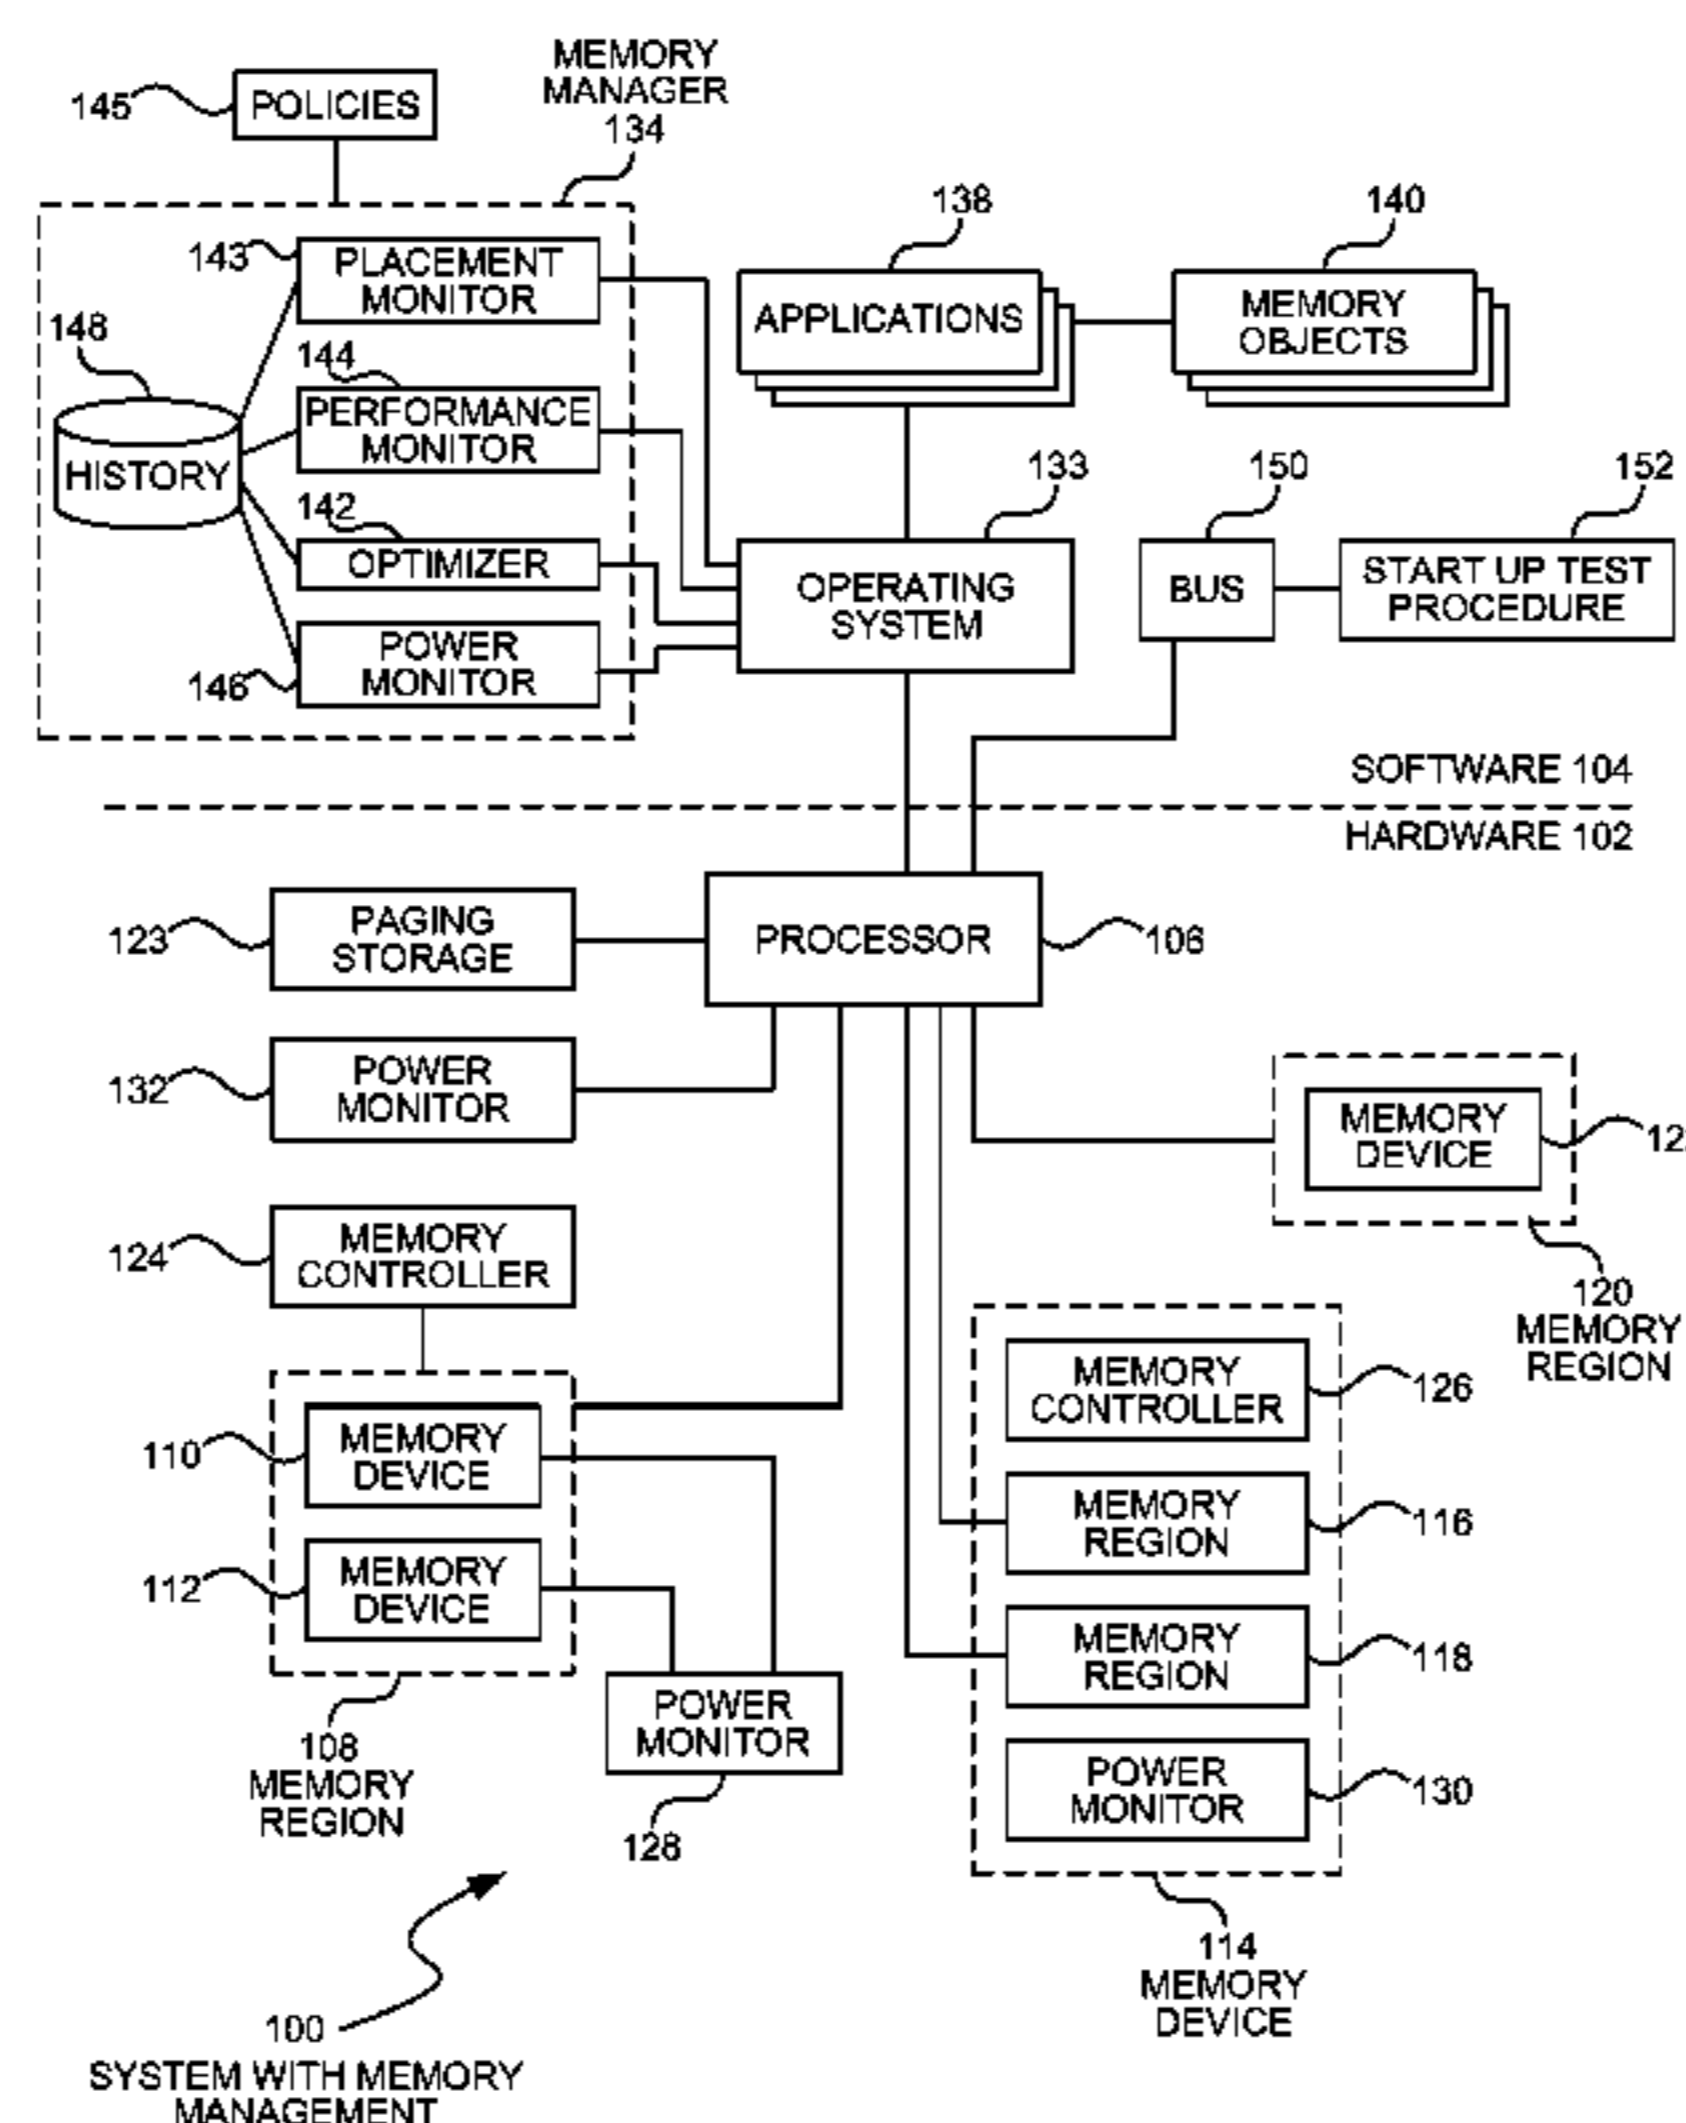 MEMORY
MANAGER
134
145
POLICIES
138
140
143
PLACEMENT
MONITOR
148
APPLICATIONS
MEMORY
OBJECTS
144
PERFORMANCE
MONITOR
HISTORY
133
150
152
142
OPTIMIZER
OPERATING
SYSTEM
BUS
START UP TEST
PROCEDURE
146
POWER
MONITOR
SOFTWARE 104
HARDWARE 102
123
PAGING
STORAGE
PROCESSOR
106
132
POWER
MONITOR
MEMORY
DEVICE
124
MEMORY
CONTROLLER
120
MEMORY
REGION
MEMORY
CONTROLLER
126
110
MEMORY
DEVICE
MEMORY
REGION
116
112
MEMORY
DEVICE
MEMORY
REGION
118
108
MEMORY
REGION
POWER
MONITOR
128
POWER
MONITOR
130
114
MEMORY
DEVICE
100
SYSTEM WITH MEMORY
MANAGEMENT